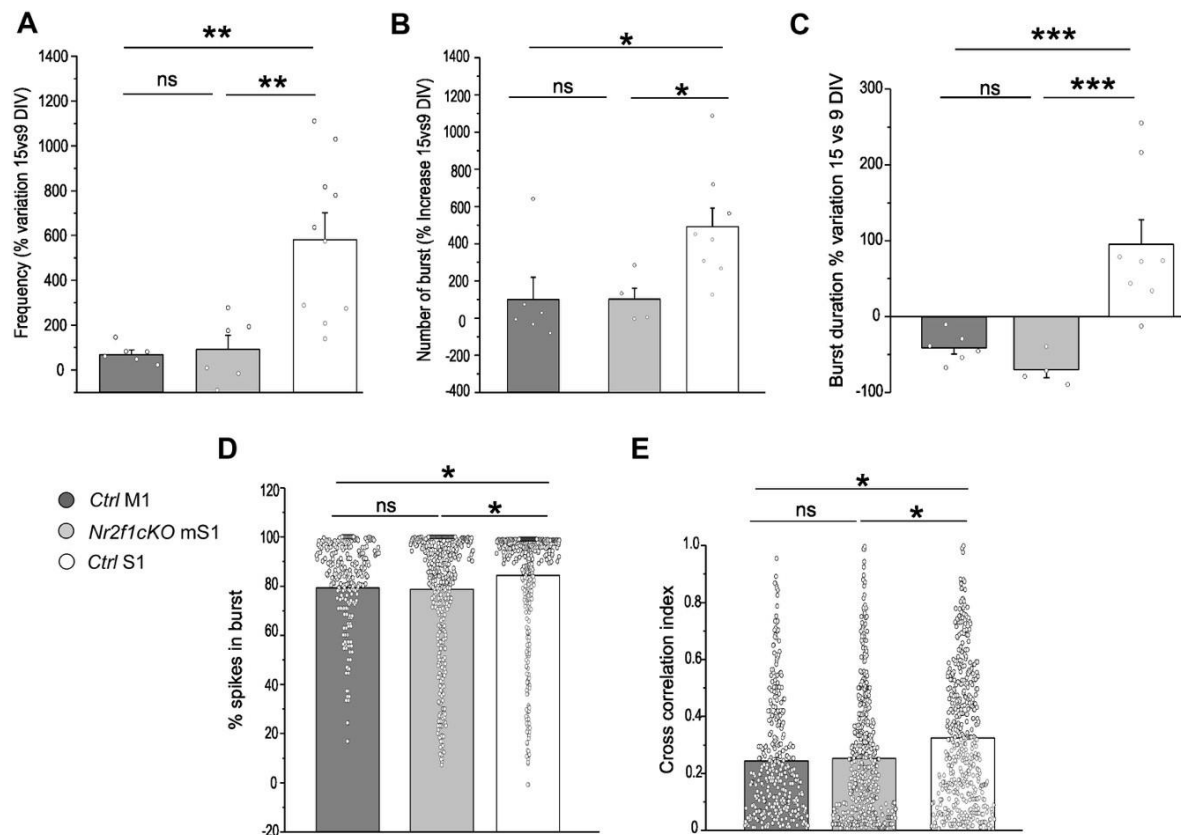 A
Frequency (% variation 15vs9 DIV)
1400
1200
1000
800
600
400
200
0
**
ns
**
B
Number of burst (% Increase 15vs9 DIV)
1400
1200
1000
800
600
400
200
0
-200
-400
*
ns
*
C
Burst duration % variation 15 vs 9 DIV
300
200
100
0
-100
***
ns
***
Ctrl M1
Nr2f1cKO mS1
Ctrl S1
D
% spikes in burst
120
100
80
60
40
20
0
-20
*
ns
*
E
Cross correlation index
1.0
0.8
0.6
0.4
0.2
0
*
ns
*